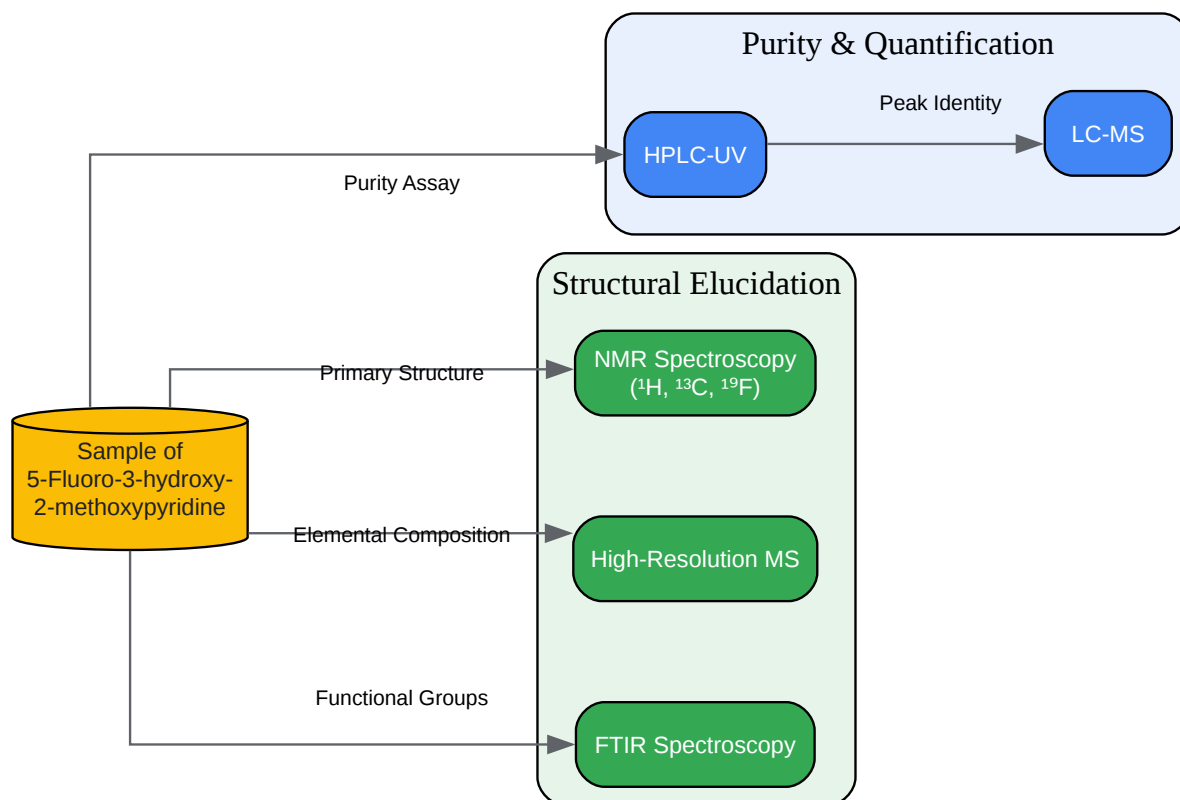 Purity & Quantification
Peak Identity
HPLC-UV
LC-MS
Purity Assay
Structural Elucidation
NMR Spectroscopy
(¹H, ¹³C, ¹⁹F)
Primary Structure
Sample of
5-Fluoro-3-hydroxy-
2-methoxypyridine
Elemental Composition
High-Resolution MS
Functional Groups
FTIR Spectroscopy